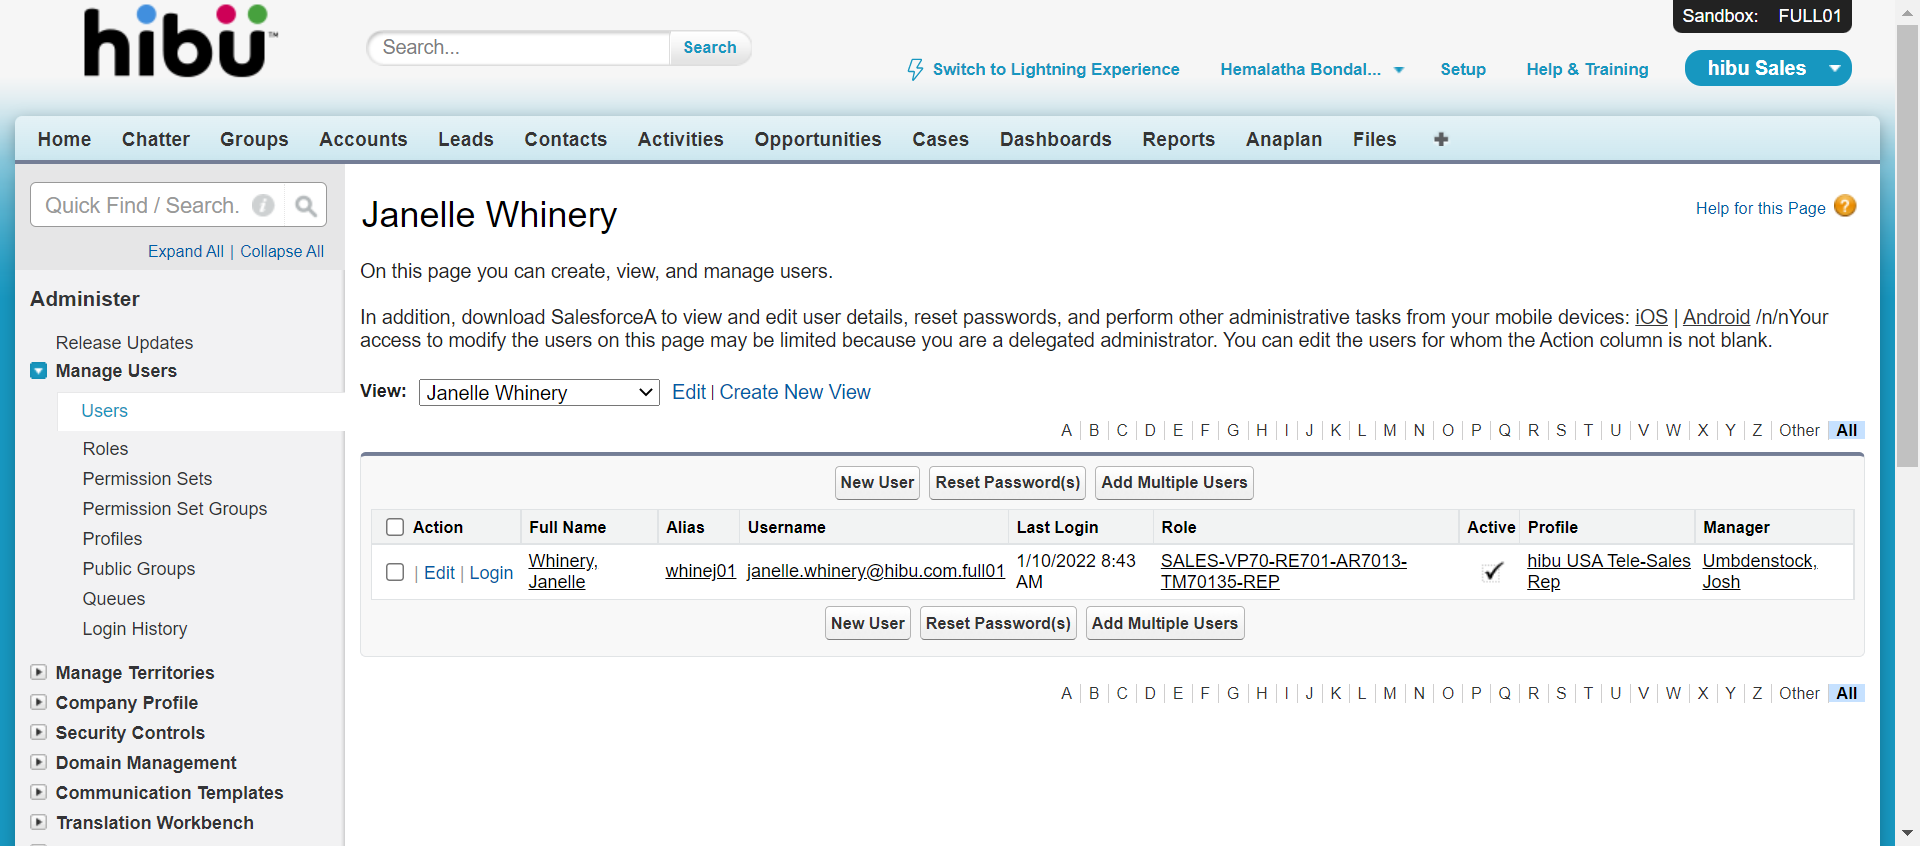 Sandbox: FULL01
hibü™
Search...
Search
Switch to Lightning Experience
Hemalatha Bondal...
Setup
Help & Training
hibu Sales
Home Chatter Groups Accounts Leads Contacts Activities Opportunities Cases Dashboards Reports Anaplan Files
Quick Find / Search.
Expand All | Collapse All
Administer
Release Updates
Manage Users
Users
Roles
Permission Sets
Permission Set Groups
Profiles
Public Groups
Queues
Login History
Manage Territories
Company Profile
Security Controls
Domain Management
Communication Templates
Translation Workbench
Janelle Whinery
Help for this Page ?
On this page you can create, view, and manage users.
In addition, download SalesforceA to view and edit user details, reset passwords, and perform other administrative tasks from your mobile devices: iOS | Android /n/nYour
access to modify the users on this page may be limited because you are a delegated administrator. You can edit the users for whom the Action column is not blank.
View: Janelle Whinery Edit | Create New View
A | B | C | D | E | F | G | H | I | J | K | L | M | N | O | P | Q | R | S | T | U | V | W | X | Y | Z | Other | All
New User Reset Password(s) Add Multiple Users
Action Full Name Alias Username Last Login Role Active Profile Manager
| Edit | Login Whinery, Janelle whinej01 janelle.whinery@hibu.com.full01 1/10/2022 8:43 AM SALES-VP70-RE701-AR7013-TM70135-REP hibu USA Tele-Sales Rep Umbdenstock, Josh
New User Reset Password(s) Add Multiple Users
A | B | C | D | E | F | G | H | I | J | K | L | M | N | O | P | Q | R | S | T | U | V | W | X | Y | Z | Other | All